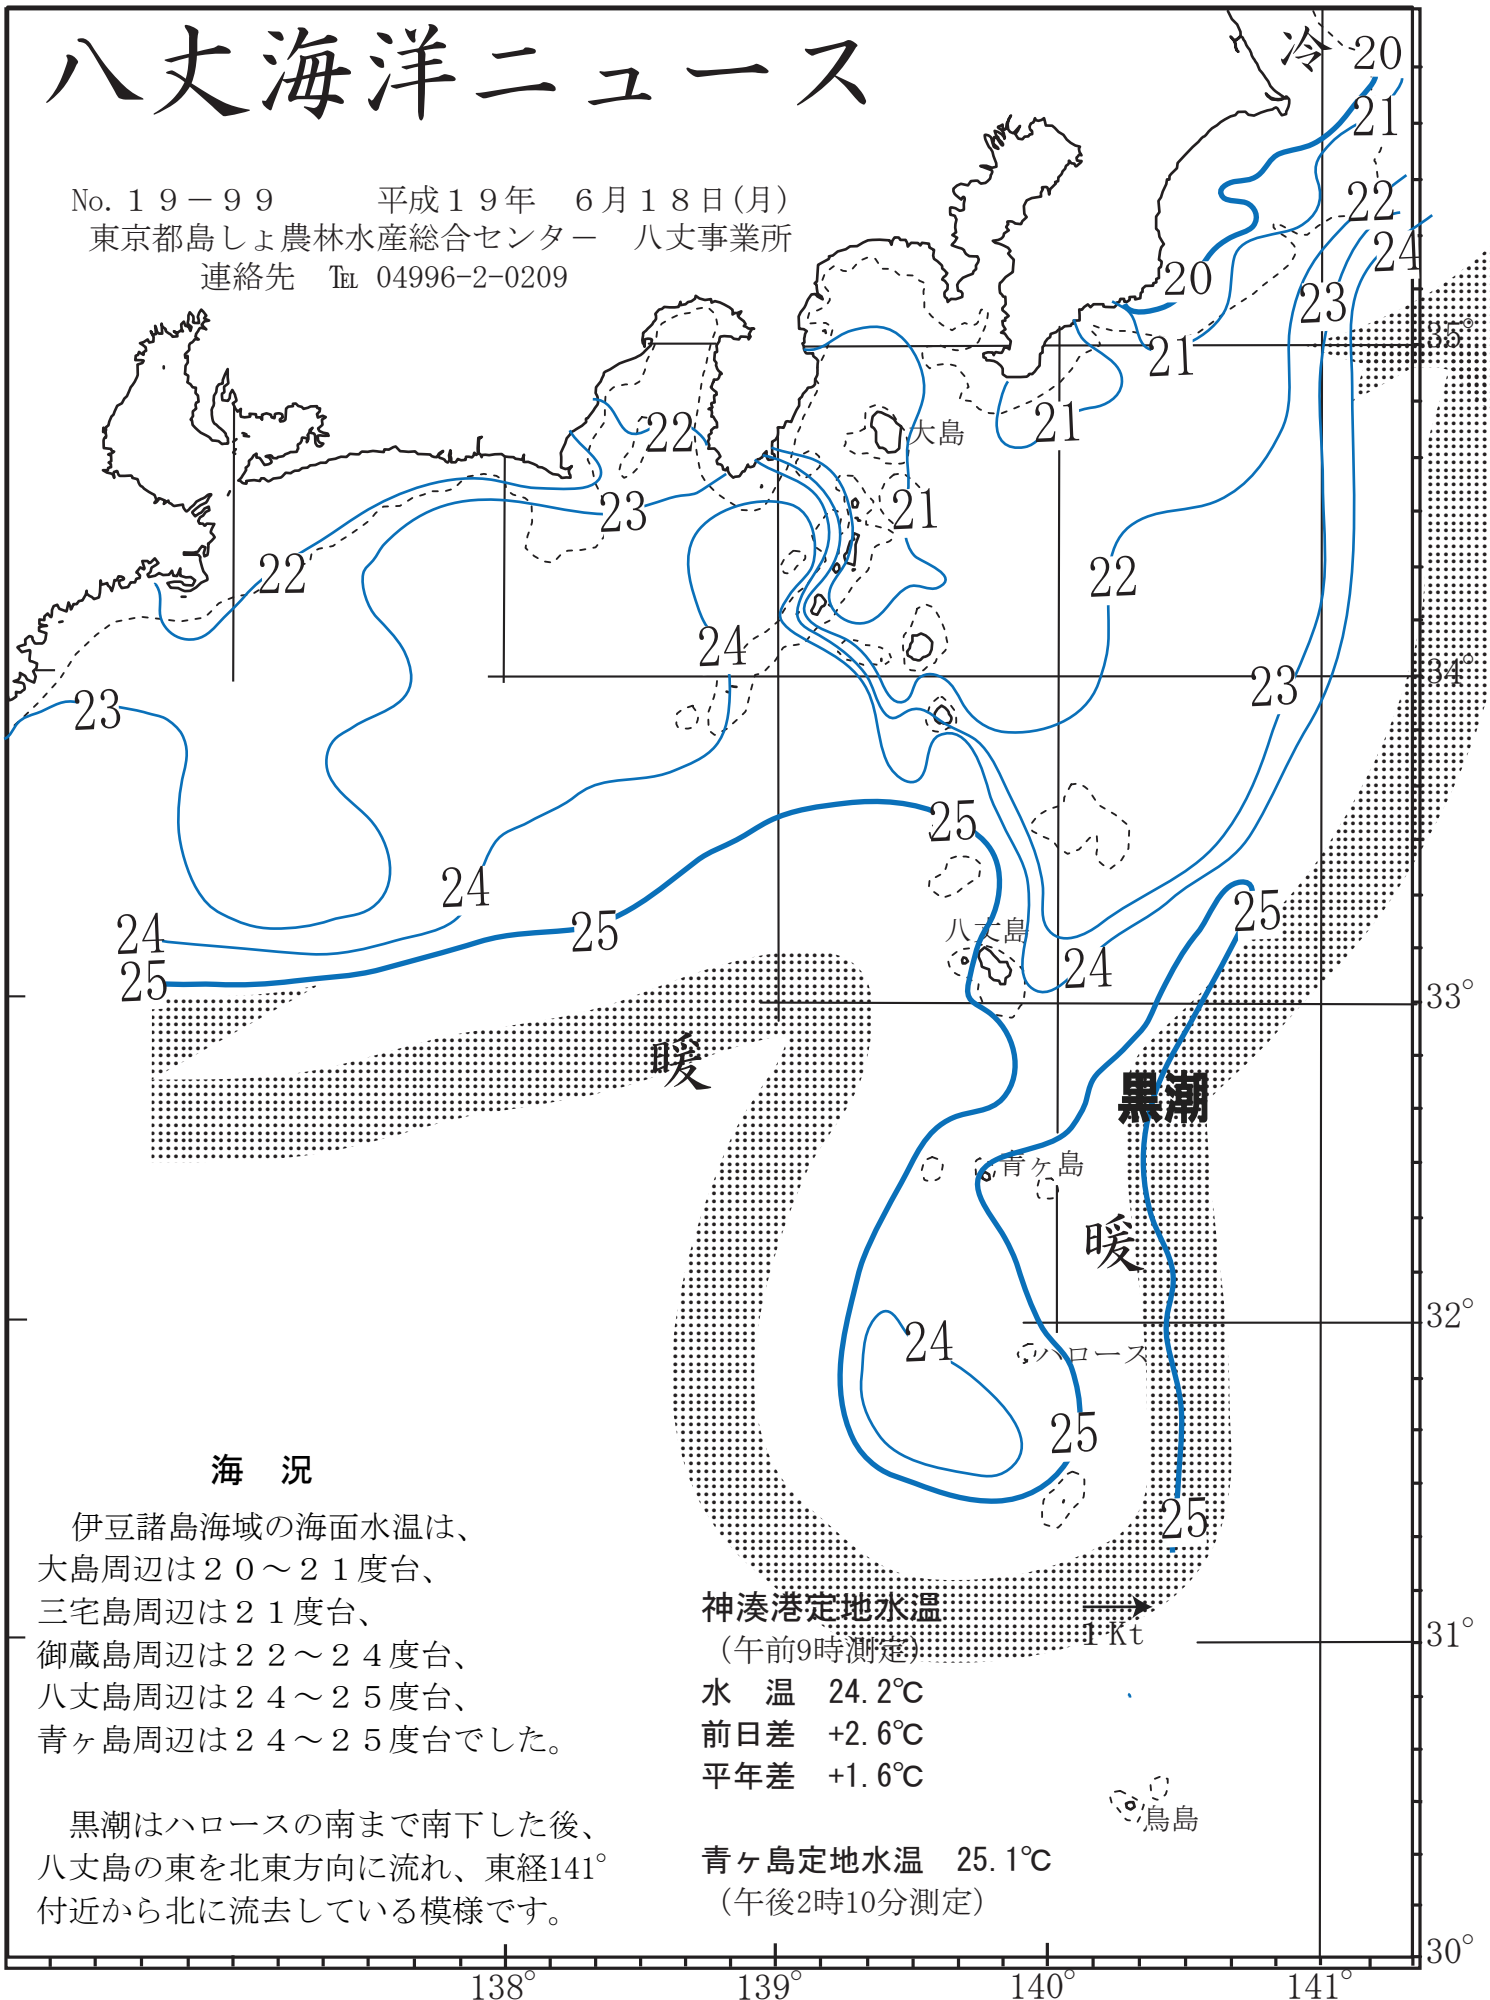 八丈海洋ニュース
No.１９－９９　　　平成１９年　６月１８日(月)
東京都島しょ農林水産総合センター　八丈事業所
連絡先　℡ 04996-2-0209
冷
20
21
22
24
23
20
21
35°
大島
22
21
23
21
22
22
24
34°
23
23
25
24
八丈島
25
24
25
24
25
33°
暖
黒潮
青ヶ島
暖
32°
24
ハロース
25
25
海　況
伊豆諸島海域の海面水温は、
大島周辺は２０～２１度台、
三宅島周辺は２１度台、
御蔵島周辺は２２～２４度台、
八丈島周辺は２４～２５度台、
青ヶ島周辺は２４～２５度台でした。
黒潮はハロースの南まで南下した後、
八丈島の東を北東方向に流れ、東経141°
付近から北に流去している模様です。
神湊港定地水温
（午前9時測定）
水　温　24.2℃
前日差　+2.6℃
平年差　+1.6℃
青ヶ島定地水温　25.1℃
（午後2時10分測定）
1 Kt
31°
鳥島
30°
138°
139°
140°
141°